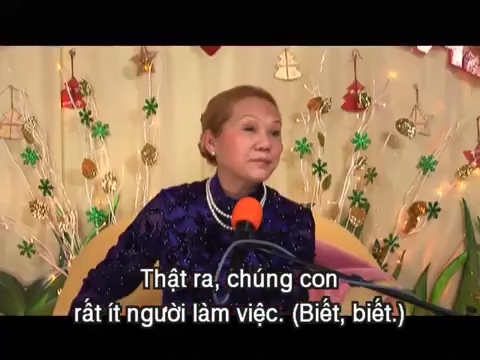 Thật ra, chúng con
rất ít người làm việc. (Biết, biết.)